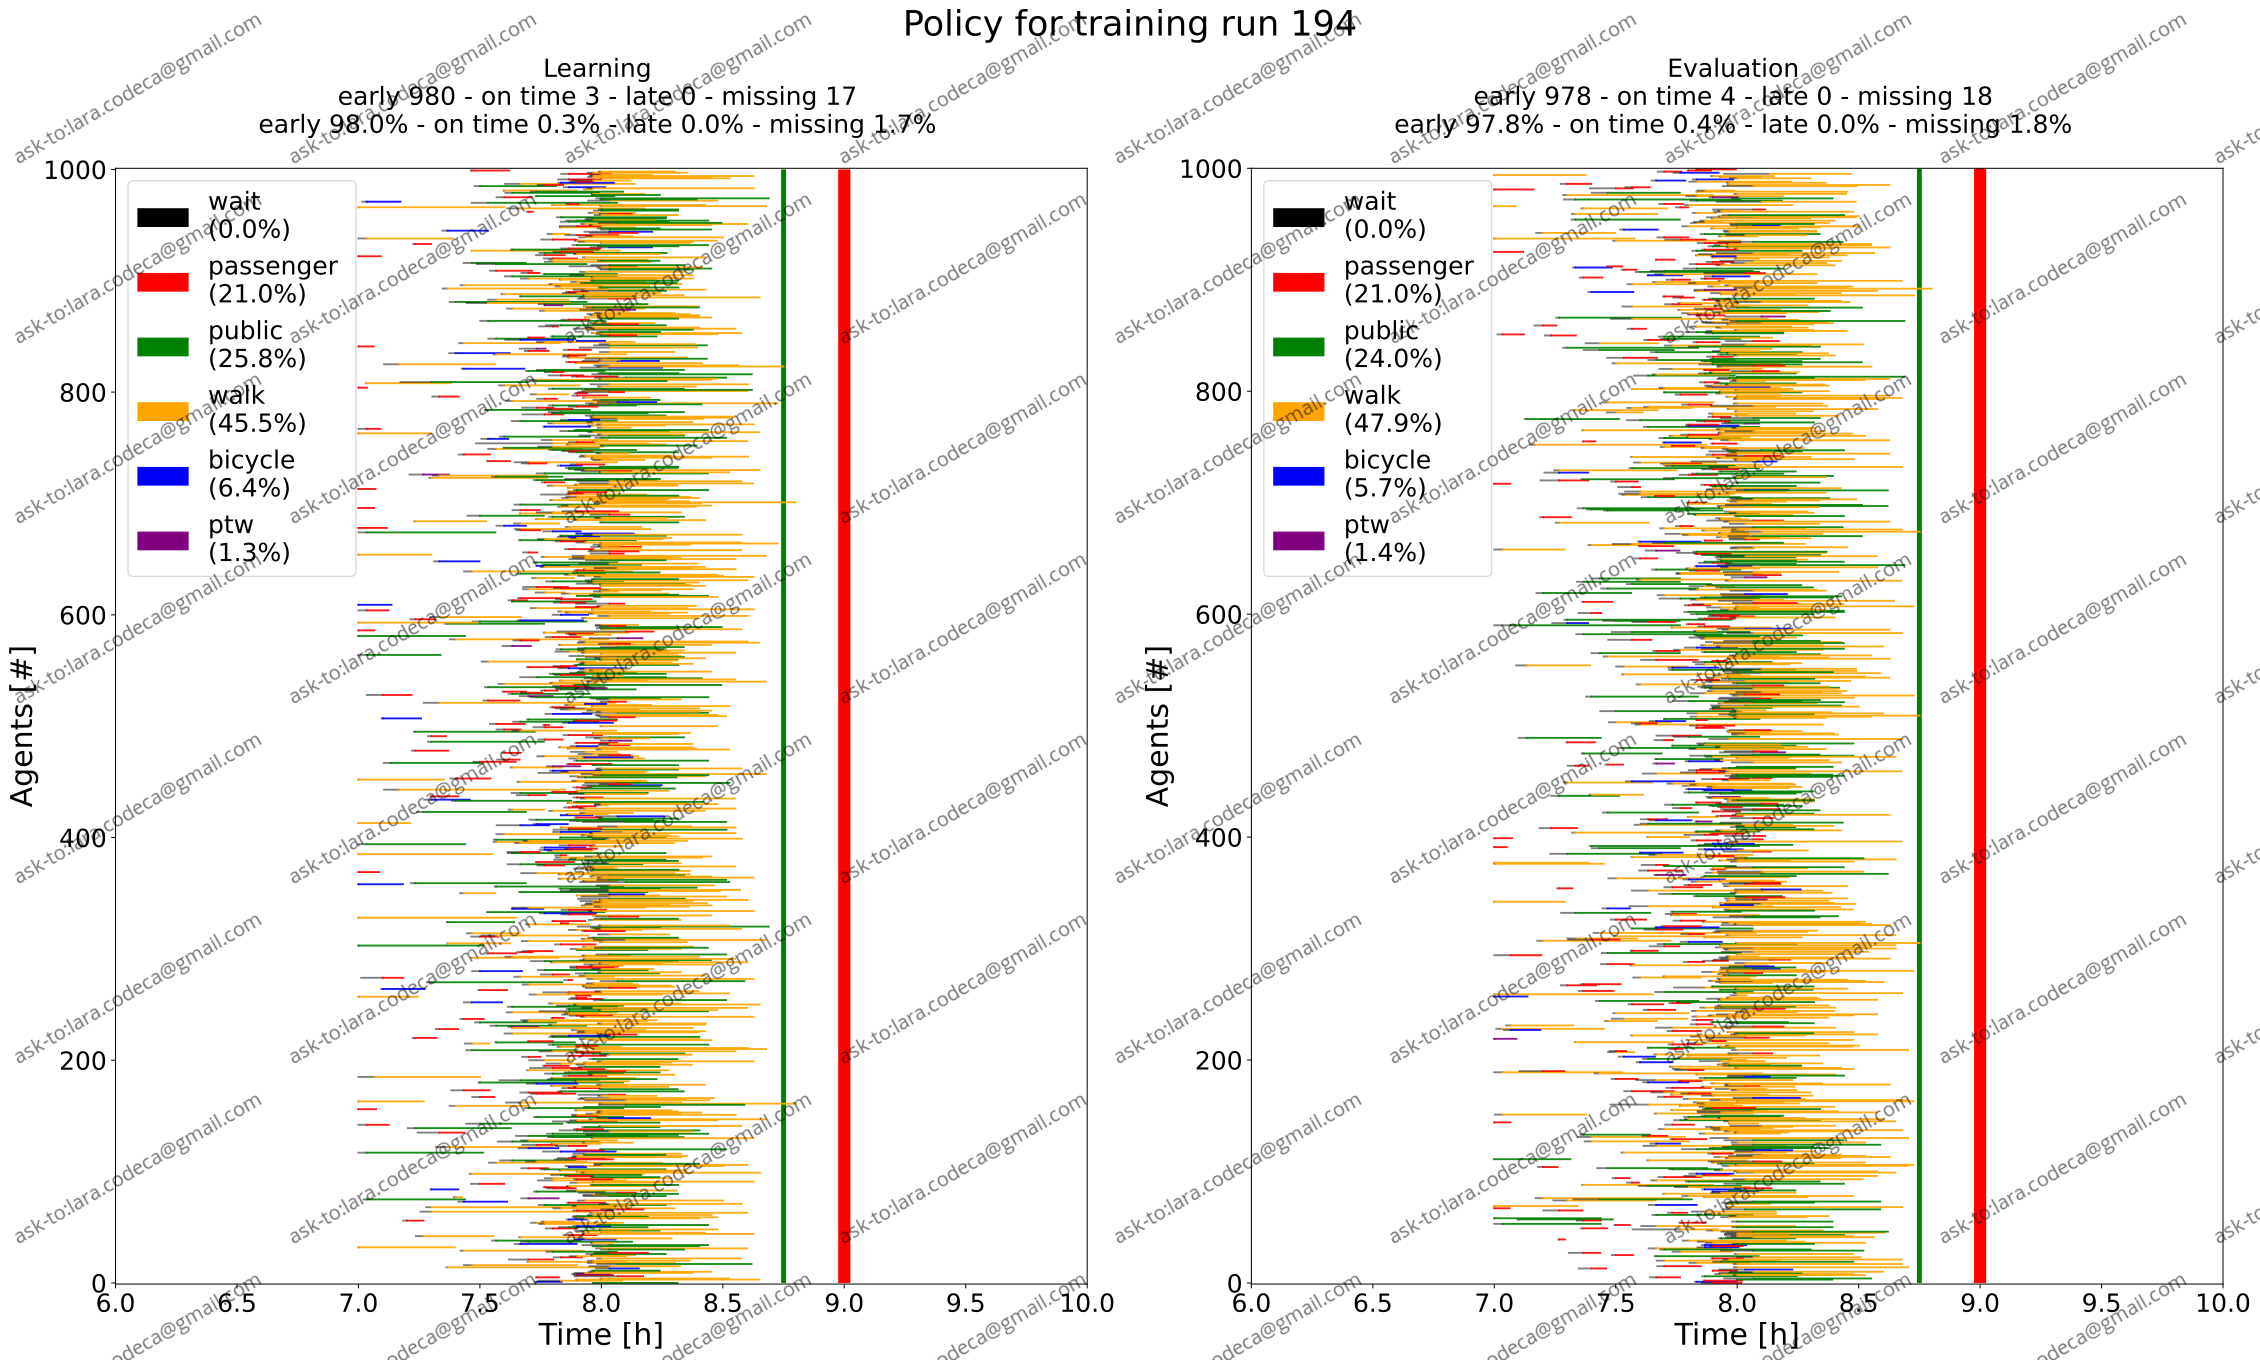 Policy for training run 194
Learning
early 980 - on time 3 - late 0 - missing 17
early 98.0% - on time 0.3% - late 0.0% - missing 1.7%
1000
800
600
400
200
0
Agents [#]
wait
(0.0%)
passenger
(21.0%)
public
(25.8%)
walk
(45.5%)
bicycle
(6.4%)
ptw
(1.3%)
6.0 6.5 7.0 7.5 8.0 8.5 9.0 9.5 10.0
Time [h]
Evaluation
early 978 - on time 4 - late 0 - missing 18
early 97.8% - on time 0.4% - late 0.0% - missing 1.8%
1000
800
600
400
200
0
Agents [#]
wait
(0.0%)
passenger
(21.0%)
public
(24.0%)
walk
(47.9%)
bicycle
(5.7%)
ptw
(1.4%)
6.0 6.5 7.0 7.5 8.0 8.5 9.0 9.5 10.0
Time [h]
ask-to:lara.codeca@gmail.com